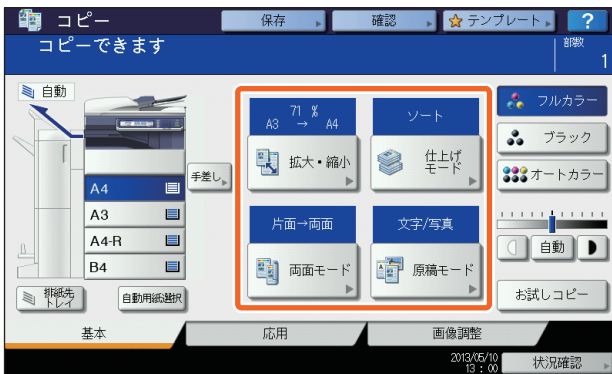 コピー
保存
確認
テンプレート
?
コピーできます
部数
1
自動
A4
A3
A4-R
B4
手差し
排紙先
トレイ
自動用紙選択
71 %
A3 → A4
拡大・縮小
ソート
仕上げ
モード
片面→両面
両面モード
文字/写真
原稿モード
フルカラー
ブラック
オートカラー
自動
お試しコピー
基本
応用
画像調整
2013/05/10
13 : 00
状況確認